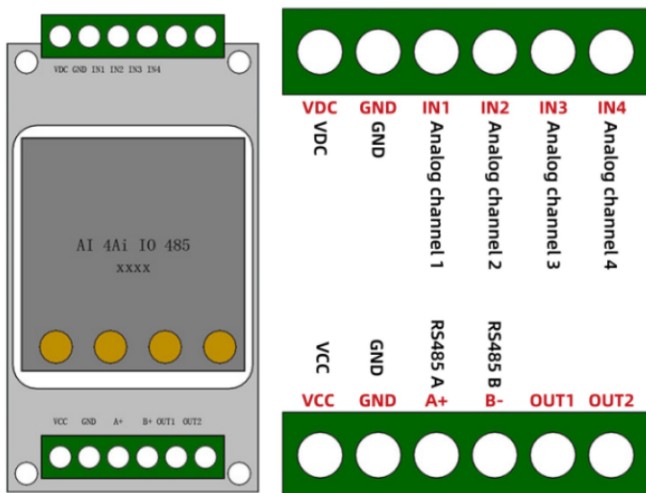 VDC GND IN1 IN2 IN3 IN4
AI 4Ai IO 485
xxxx
VCC GND A+ B+ OUT1 OUT2
VDC GND IN1 IN2 IN3 IN4
VDC
GND
Analog channel 1
Analog channel 2
Analog channel 3
Analog channel 4
VCC
GND
RS485 A
RS485 B
VCC GND A+ B- OUT1 OUT2